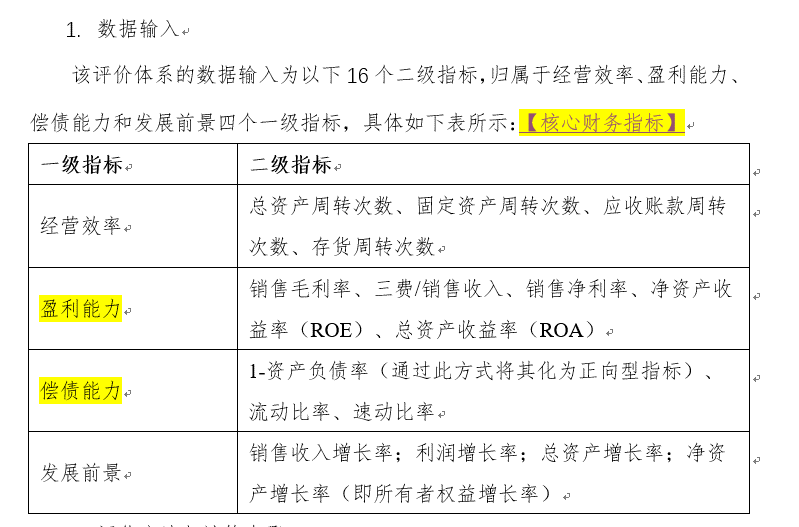 1. 数据输入
该评价体系的数据输入为以下 16 个二级指标，归属于经营效率、盈利能力、
偿债能力和发展前景四个一级指标，具体如下表所示：【核心财务指标】
一级指标
二级指标
经营效率
总资产周转次数、固定资产周转次数、应收账款周转
次数、存货周转次数
盈利能力
销售毛利率、三费/销售收入、销售净利率、净资产收
益率（ROE）、总资产收益率（ROA）
偿债能力
1-资产负债率（通过此方式将其化为正向型指标）、
流动比率、速动比率
发展前景
销售收入增长率；利润增长率；总资产增长率；净资
产增长率（即所有者权益增长率）